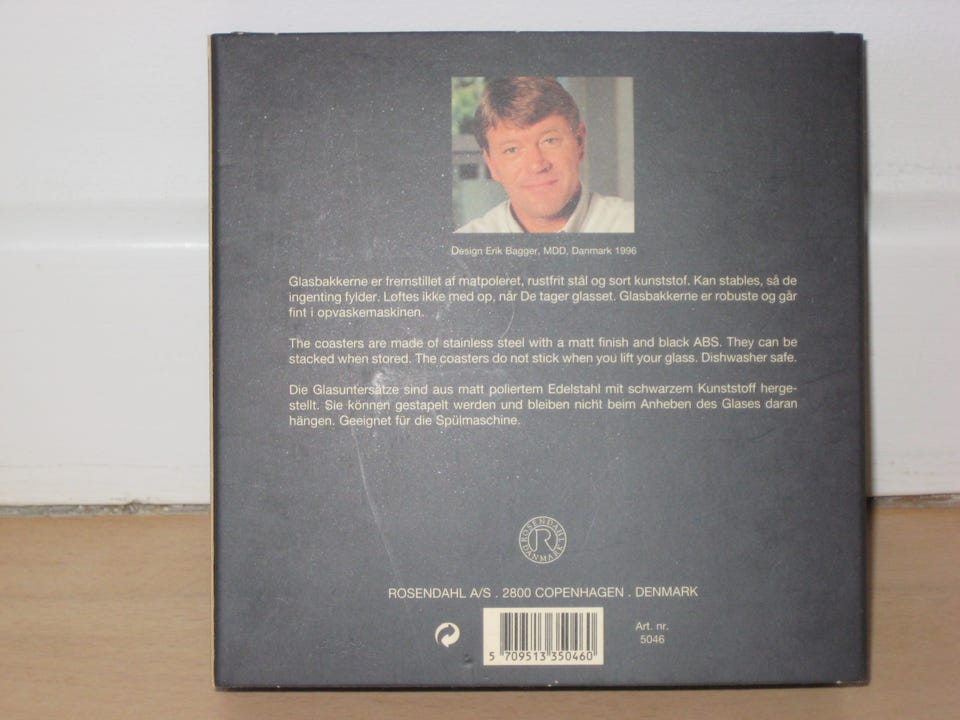 Design Erik Bagger, MDD, Danmark 1996
Glasbakkerne er fremstillet af matpoleret, rustfrit stål og sort kunststof. Kan stables, så de
ingenting fylder. Løftes ikke med op, når De tager glasset. Glasbakkerne er robuste og går
fint i opvaskemaskinen.
The coasters are made of stainless steel with a matt finish and black ABS. They can be
stacked when stored. The coasters do not stick when you lift your glass. Dishwasher safe.
Die Glasuntersätze sind aus matt poliertem Edelstahl mit schwarzem Kunststoff herge-
stellt. Sie können gestapelt werden und bleiben nicht beim Anheben des Glases daran
hängen. Geeignet für die Spülmaschine.
ROSENDAHL
R
DANMARK
ROSENDAHL A/S . 2800 COPENHAGEN . DENMARK
Art. nr.
5046
5 709513 350460